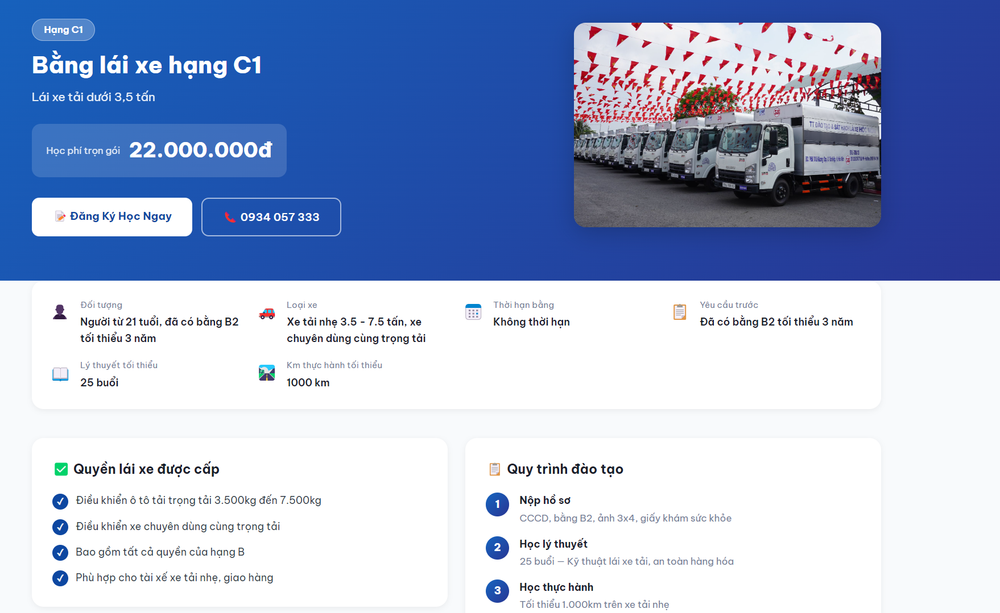 Hạng C1
Bằng lái xe hạng C1
Lái xe tải dưới 3,5 tấn
Học phí trọn gói 22.000.000đ
Đăng Ký Học Ngay
0934 057 333
TT ĐÀO TẠO & SÁT HẠCH LÁI XE HÓC
Đối tượng
Người từ 21 tuổi, đã có bằng B2
tối thiểu 3 năm
Loại xe
Xe tải nhẹ 3.5 - 7.5 tấn, xe
chuyên dùng cùng trọng tải
Thời hạn bằng
Không thời hạn
Yêu cầu trước
Đã có bằng B2 tối thiểu 3 năm
Lý thuyết tối thiểu
25 buổi
Km thực hành tối thiểu
1000 km
Quyền lái xe được cấp
Điều khiển ô tô tải trọng tải 3.500kg đến 7.500kg
Điều khiển xe chuyên dùng cùng trọng tải
Bao gồm tất cả quyền của hạng B
Phù hợp cho tài xế xe tải nhẹ, giao hàng
Quy trình đào tạo
1
Nộp hồ sơ
CCCD, bằng B2, ảnh 3x4, giấy khám sức khỏe
2
Học lý thuyết
25 buổi — Kỹ thuật lái xe tải, an toàn hàng hóa
3
Học thực hành
Tối thiểu 1.000km trên xe tải nhẹ